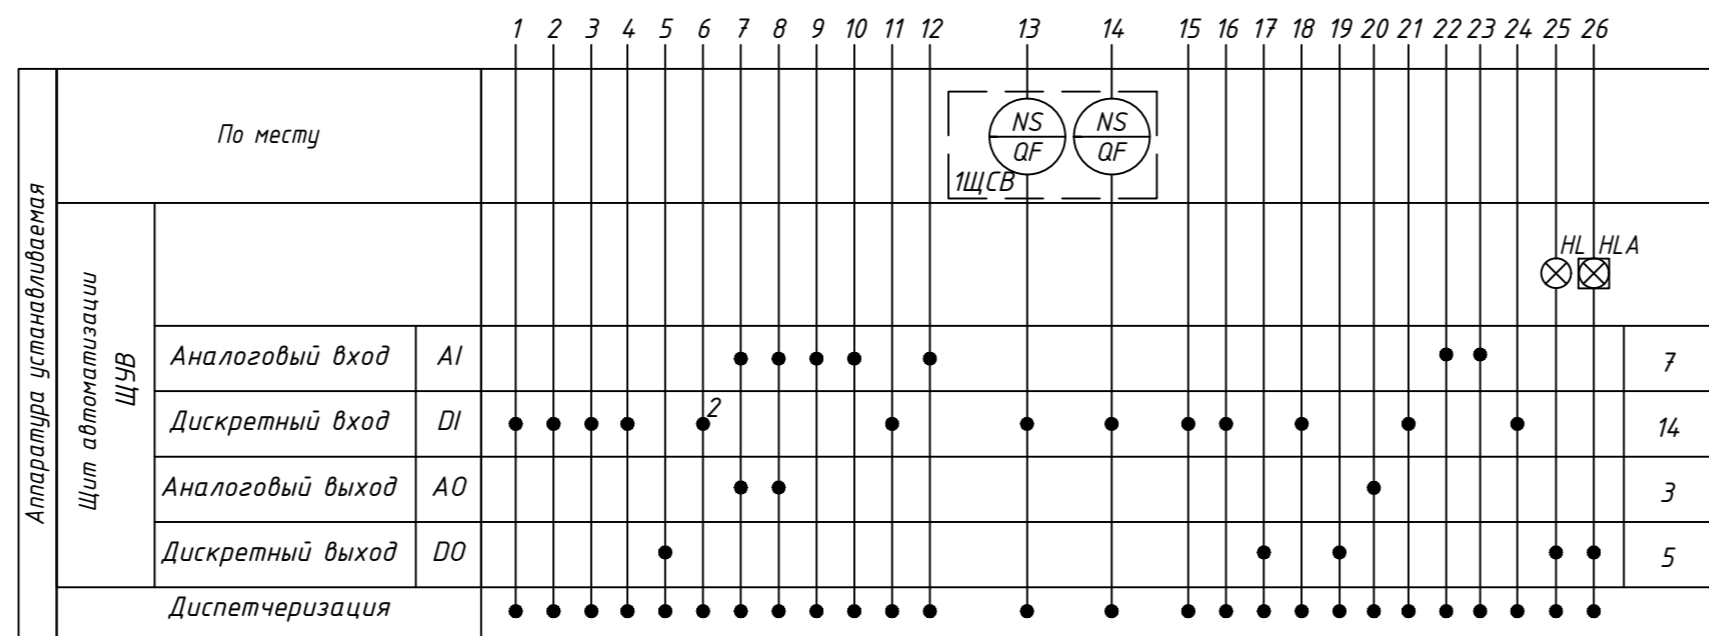 1 2 3 4 5 6 7 8 9 10 11 12 13 14 15 16 17 18 19 20 21 22 23 24 25 26
Аппаратура устанавливаемая
По месту
NS NS
QF QF
1ЩСВ
Щит автоматизации
ЩУВ
HL HLA
Аналоговый вход AI 7
Дискретный вход DI 2 14
Аналоговый выход AO 3
Дискретный выход DO 5
Диспетчеризация